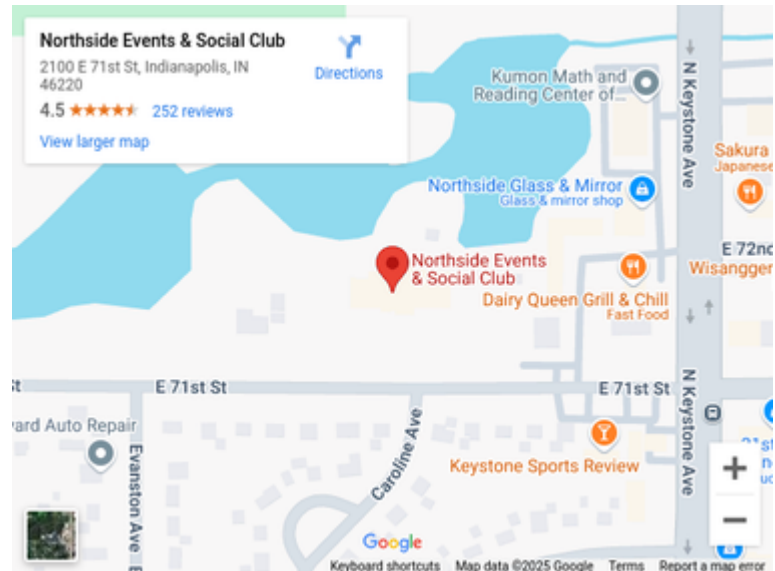 Northside Events & Social Club
2100 E 71st St, Indianapolis, IN
46220
4.5
252 reviews
View larger map
Directions
Kumon Math and
Reading Center of...
N Keystone Ave
Sakura
Japanese
Northside Glass & Mirror
Glass & mirror shop
E 72nd
Northside Events
& Social Club
Wisangger
Dairy Queen Grill & Chill
Fast Food
E 71st St
E 71st St
N Keystone Ave
Auto Repair
Evanston Ave
Caroline Ave
Keystone Sports Review
Google
Keyboard shortcuts
Map data ©2025 Google
Terms
Report a map error